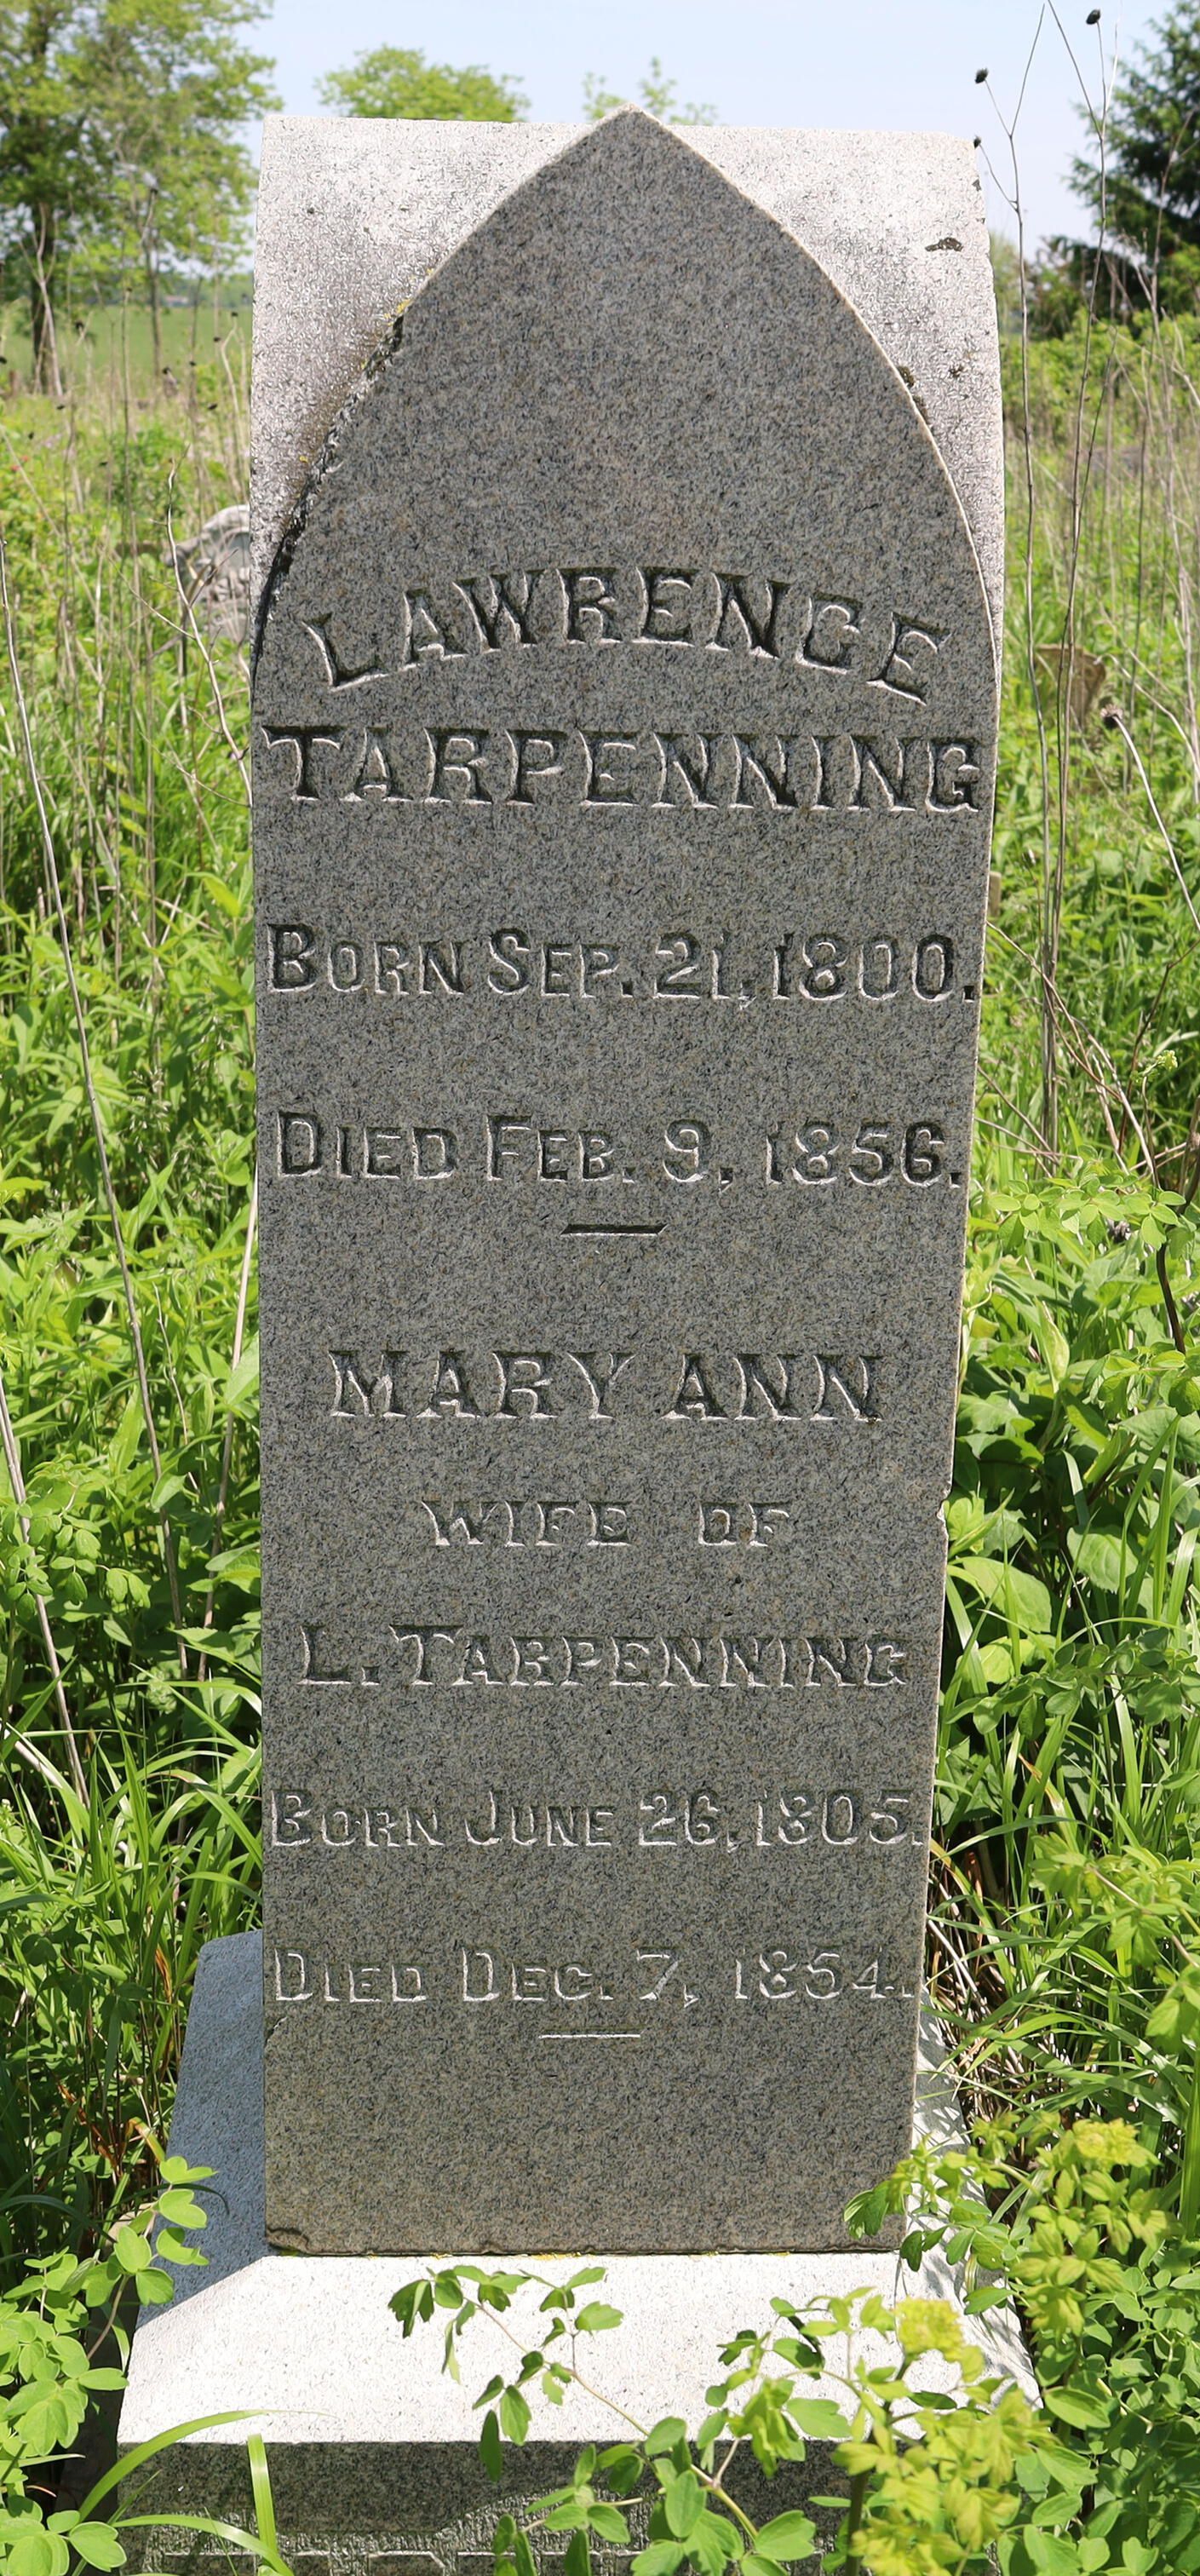 LAWRENCE
TARPENNING
BORN SEP. 21, 1800.
DIED FEB. 9, 1856.
MARY ANN
WIFE OF
L. TARPENNING
BORN JUNE 26, 1805.
DIED DEC. 7, 1854.